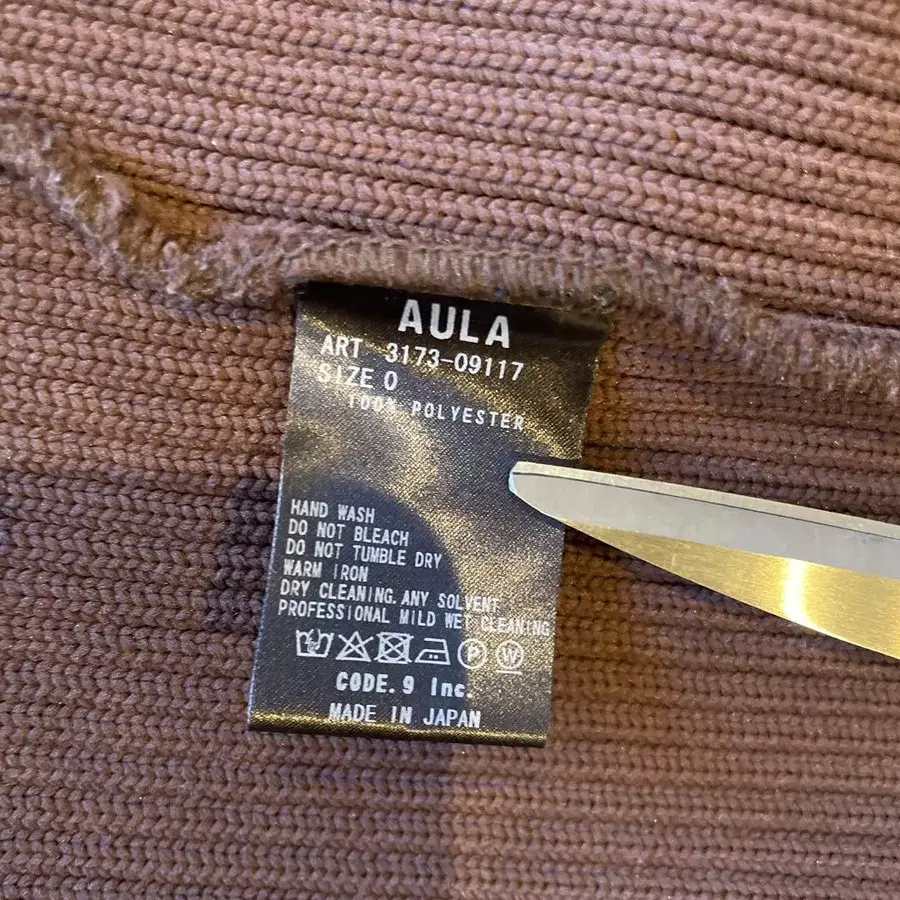 AULA
ART 3173-09117
SIZE 0
100% POLYESTER
HAND WASH
DO NOT BLEACH
DO NOT TUMBLE DRY
WARM IRON
DRY CLEANING. ANY SOLVENT
PROFESSIONAL MILD WET CLEANING
P W
CODE. 9 Inc.
MADE IN JAPAN